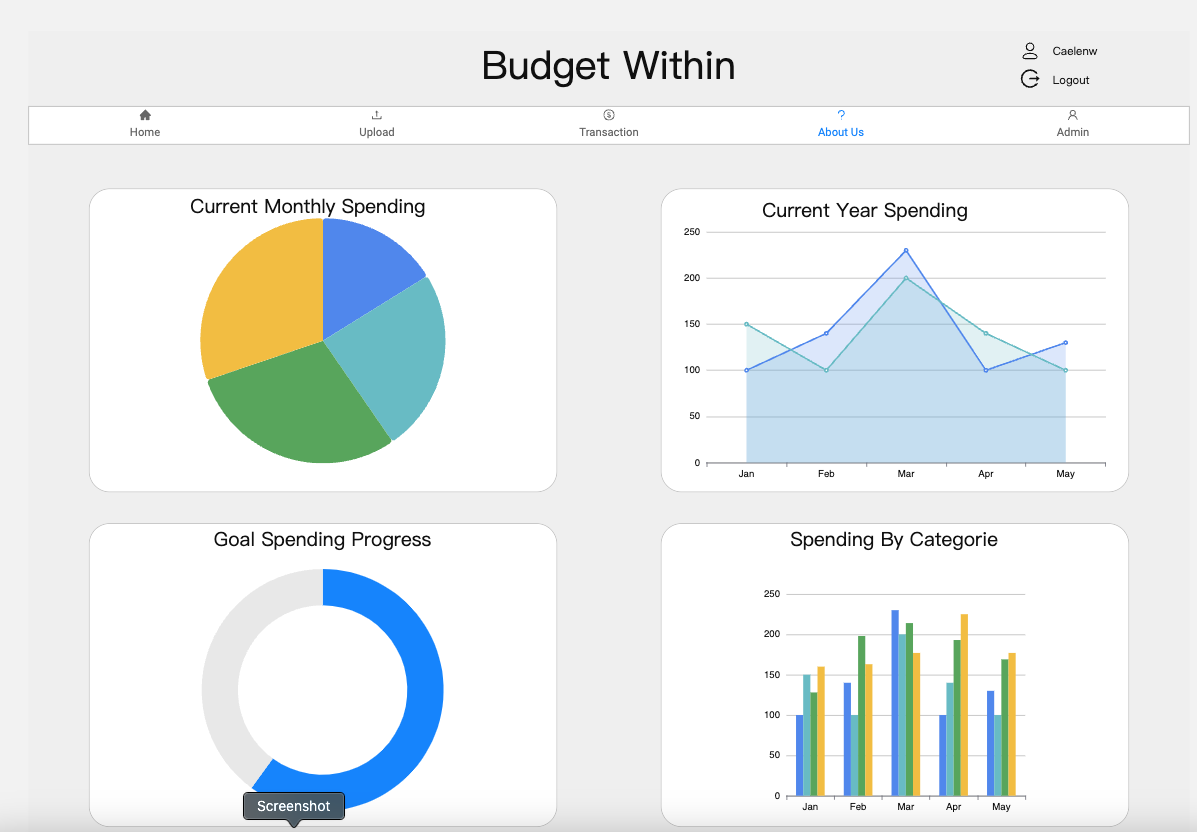 Budget Within
Caelenw
Logout
Home
Upload
Transaction
About Us
Admin
Current Monthly Spending
Current Year Spending
250
200
150
100
50
0
Jan Feb Mar Apr May
Goal Spending Progress
Screenshot
Spending By Categorie
250
200
150
100
50
0
Jan Feb Mar Apr May